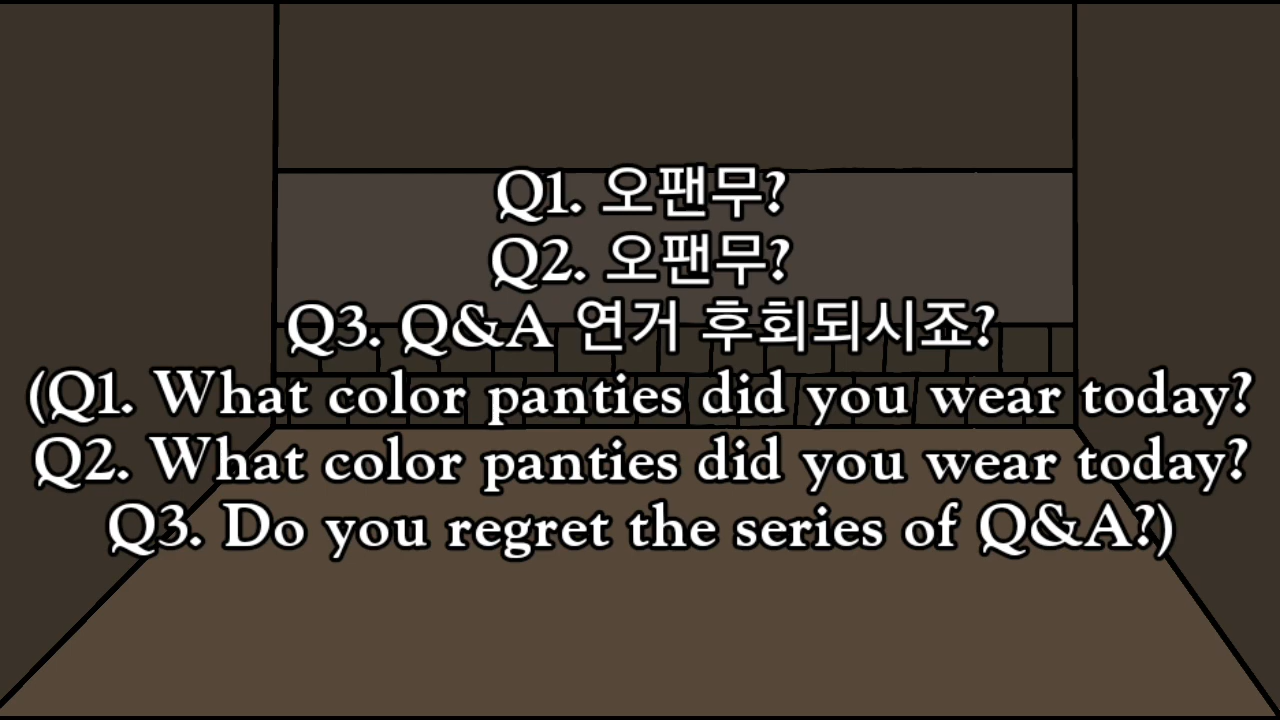 Q1. 오팬무?
Q2. 오팬무?
Q3. Q&A 연거 후회되시죠?
(Q1. What color panties did you wear today?
Q2. What color panties did you wear today?
Q3. Do you regret the series of Q&A?)